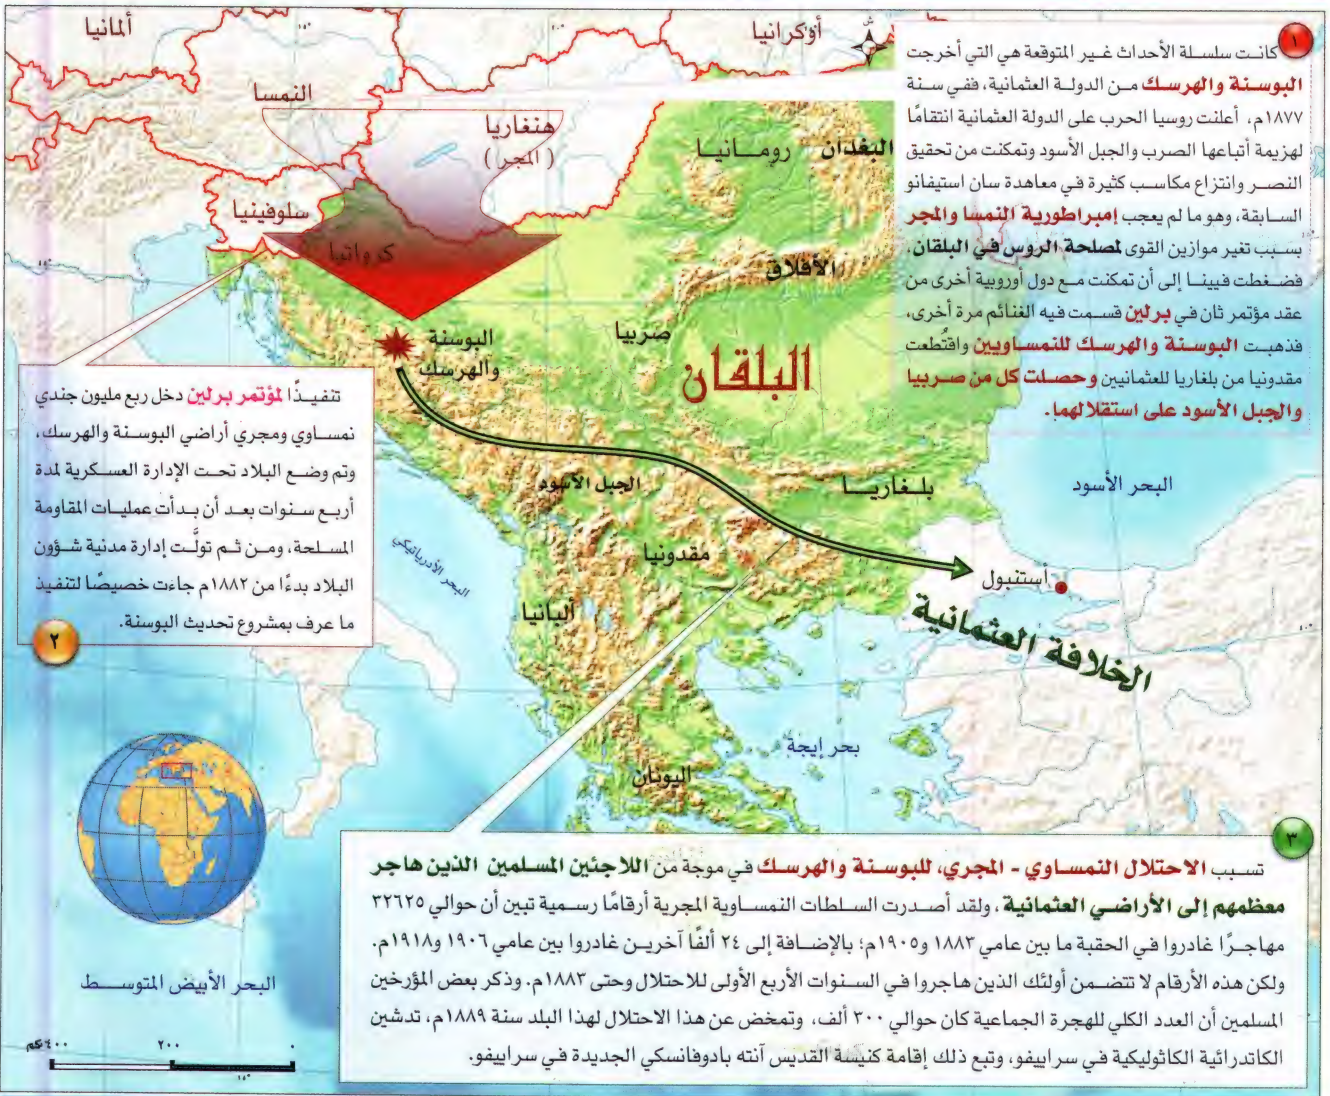 ألمانيا
أوكرانيا
ش
١
كانت سلسلة الأحداث غير المتوقعة هي التي أخرجت
البوسنة والهرسك من الدولة العثمانية، ففي سنة
١٨٧٧م، أعلنت روسيا الحرب على الدولة العثمانية انتقامًا
لهزيمة أتباعها الصرب والجبل الأسود وتمكنت من تحقيق
النصر وانتزاع مكاسب كثيرة في معاهدة سان استيفانو
السابقة، وهو ما لم يعجب إمبراطورية النمسا والمجر
بسبب تغير موازين القوى لمصلحة الروس في البلقان،
فضغطت فيينا إلى أن تمكنت مع دول أوروبية أخرى من
عقد مؤتمر ثان في برلين قسمت فيه الغنائم مرة أخرى،
فذهبت البوسنة والهرسك للنمساويين واقتُطعت
مقدونيا من بلغاريا للعثمانيين وحصلت كل من صربيا
والجبل الأسود على استقلالهما.
النمسا
هنغاريا
(المجر)
رومانيا
البغدان
سلوفينيا
كرواتيا
الأفلاق
البوسنة
والهرسك
صربيا
البلقان
تنفيذًا لمؤتمر برلين دخل ربع مليون جندي
نمساوي ومجري أراضي البوسنة والهرسك،
وتم وضع البلاد تحت الإدارة العسكرية لمدة
أربع سنوات بعد أن بدأت عمليات المقاومة
المسلحة، ومن ثم تولَّت إدارة مدنية شؤون
البلاد بدءًا من ١٨٨٢م جاءت خصيصًا لتنفيذ
ما عرف بمشروع تحديث البوسنة.
٢
الجبل الأسود
بلغاريا
البحر الأسود
مقدونيا
البحر الأدرياتيكي
أستنبول
ألبانيا
الخلافة العثمانية
بحر إيجة
اليونان
٣
تسبب الاحتلال النمساوي - المجري، للبوسنة والهرسك في موجة من اللاجئين المسلمين الذين هاجر
معظمهم إلى الأراضي العثمانية، ولقد أصدرت السلطات النمساوية المجرية أرقامًا رسمية تبين أن حوالي ٣٢٦٢٥
مهاجرًا غادروا في الحقبة ما بين عامي ١٨٨٣ و١٩٠٥م؛ بالإضافة إلى ٢٤ ألفًا آخرين غادروا بين عامي ١٩٠٦ و١٩١٨م.
ولكن هذه الأرقام لا تتضمن أولئك الذين هاجروا في السنوات الأربع الأولى للاحتلال وحتى ١٨٨٣م. وذكر بعض المؤرخين
المسلمين أن العدد الكلي للهجرة الجماعية كان حوالي ٣٠٠ ألف، وتمخض عن هذا الاحتلال لهذا البلد سنة ١٨٨٩م، تدشين
الكاتدرائية الكاثوليكية في سراييفو، وتبع ذلك إقامة كنيسة القديس آنته بادوفانسكي الجديدة في سراييفو.
البحر الأبيض المتوسط
٠ ٢٠٠ ٤٠٠كم